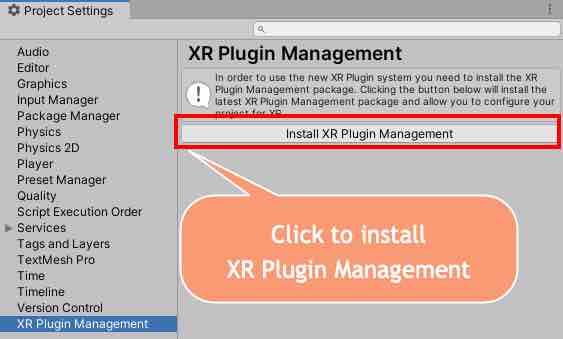 Project Settings
Audio
Editor
Graphics
Input Manager
Package Manager
Physics
Physics 2D
Player
Preset Manager
Quality
Script Execution Order
Services
Tags and Layers
TextMesh Pro
Time
Timeline
Version Control
XR Plugin Management
XR Plugin Management
In order to use the new XR Plugin system you need to install the XR
Plugin Management package. Clicking the button below will install the
latest XR Plugin Management package and allow you to configure your
project for XR.
Install XR Plugin Management
Click to install
XR Plugin Management